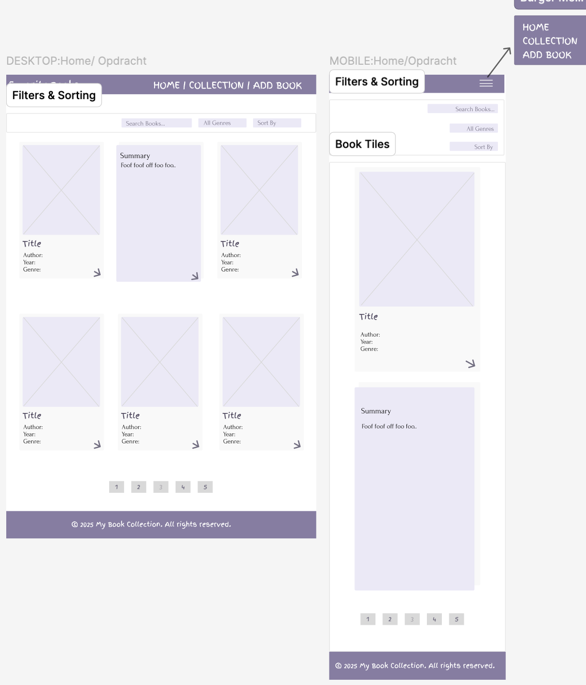 HOME
COLLECTION
ADD BOOK
DESKTOP:Home/ Opdracht
HOME | COLLECTION | ADD BOOK
Filters & Sorting
Search Books...
All Genres
Sort By
Title
Author:
Year:
Genre:
Summary
Foof foof off foo foo..
Title
Author:
Year:
Genre:
Title
Author:
Year:
Genre:
Title
Author:
Year:
Genre:
Title
Author:
Year:
Genre:
1 2 3 4 5
© 2025 My Book Collection. All rights reserved.
MOBILE:Home/Opdracht
Filters & Sorting
Search Books...
All Genres
Sort By
Book Tiles
Title
Author:
Year:
Genre:
Summary
Foof foof off foo foo..
1 2 3 4 5
© 2025 My Book Collection. All rights reserved.